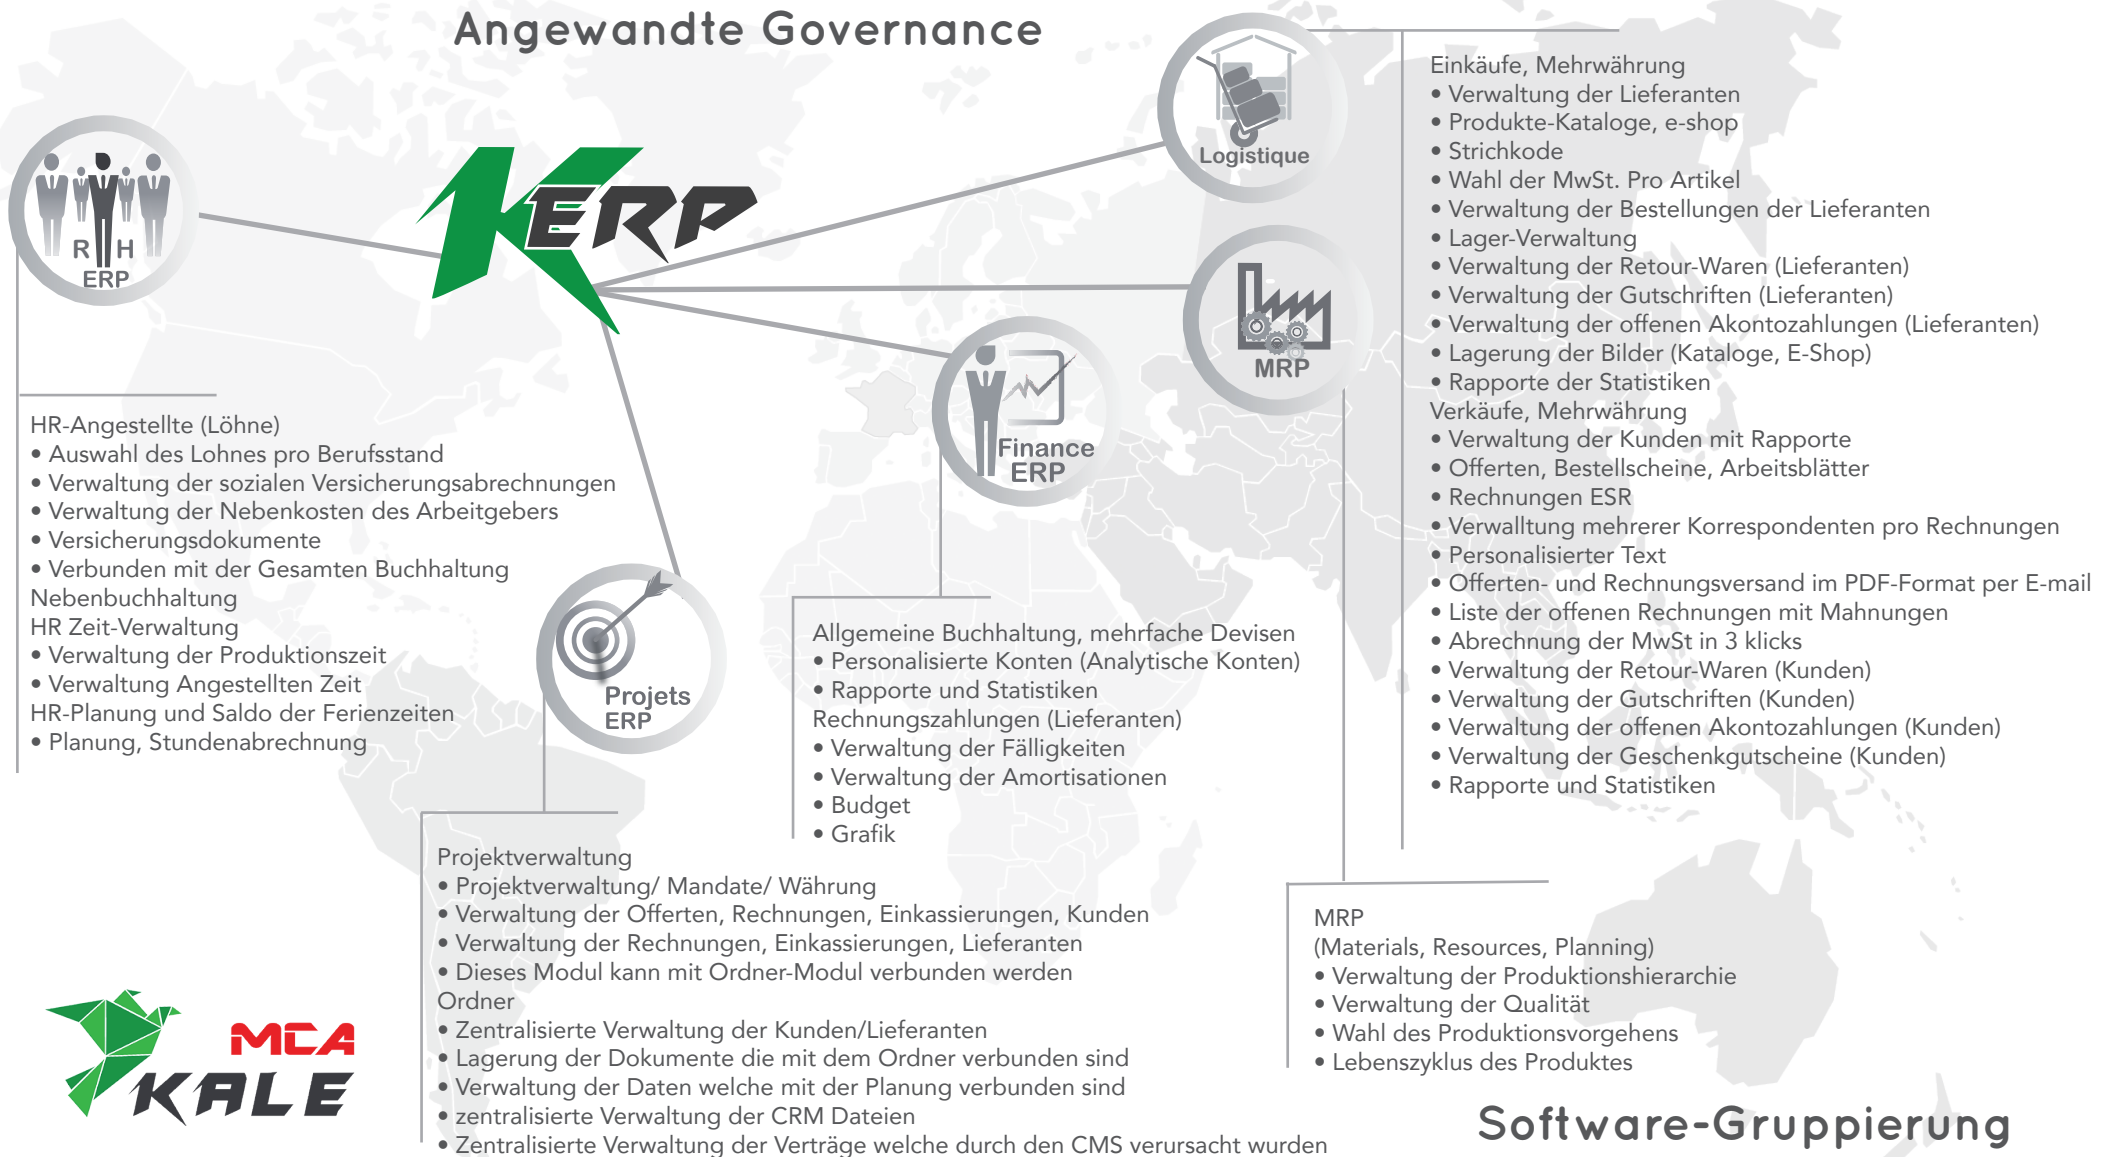 Angewandte Governance
KERP
R H
ERP
Logistique
MRP
Finance
ERP
Projets
ERP
HR-Angestellte (Löhne)
• Auswahl des Lohnes pro Berufsstand
• Verwaltung der sozialen Versicherungsabrechnungen
• Verwaltung der Nebenkosten des Arbeitgebers
• Versicherungsdokumente
• Verbunden mit der Gesamten Buchhaltung
Nebenbuchhaltung
HR Zeit-Verwaltung
• Verwaltung der Produktionszeit
• Verwaltung Angestellten Zeit
HR-Planung und Saldo der Ferienzeiten
• Planung, Stundenabrechnung
Projektverwaltung
• Projektverwaltung/ Mandate/ Währung
• Verwaltung der Offerten, Rechnungen, Einkassierungen, Kunden
• Verwaltung der Rechnungen, Einkassierungen, Lieferanten
• Dieses Modul kann mit Ordner-Modul verbunden werden
Ordner
• Zentralisierte Verwaltung der Kunden/Lieferanten
• Lagerung der Dokumente die mit dem Ordner verbunden sind
• Verwaltung der Daten welche mit der Planung verbunden sind
• zentralisierte Verwaltung der CRM Dateien
• Zentralisierte Verwaltung der Verträge welche durch den CMS verursacht wurden
Allgemeine Buchhaltung, mehrfache Devisen
• Personalisierte Konten (Analytische Konten)
• Rapporte und Statistiken
Rechnungszahlungen (Lieferanten)
• Verwaltung der Fälligkeiten
• Verwaltung der Amortisationen
• Budget
• Grafik
Einkäufe, Mehrwährung
• Verwaltung der Lieferanten
• Produkte-Kataloge, e-shop
• Strichkode
• Wahl der MwSt. Pro Artikel
• Verwaltung der Bestellungen der Lieferanten
• Lager-Verwaltung
• Verwaltung der Retour-Waren (Lieferanten)
• Verwaltung der Gutschriften (Lieferanten)
• Verwaltung der offenen Akontozahlungen (Lieferanten)
• Lagerung der Bilder (Kataloge, E-Shop)
• Rapporte der Statistiken
Verkäufe, Mehrwährung
• Verwaltung der Kunden mit Rapporte
• Offerten, Bestellscheine, Arbeitsblätter
• Rechnungen ESR
• Verwalltung mehrerer Korrespondenten pro Rechnungen
• Personalisierter Text
• Offerten- und Rechnungsversand im PDF-Format per E-mail
• Liste der offenen Rechnungen mit Mahnungen
• Abrechnung der MwSt in 3 klicks
• Verwaltung der Retour-Waren (Kunden)
• Verwaltung der Gutschriften (Kunden)
• Verwaltung der offenen Akontozahlungen (Kunden)
• Verwaltung der Geschenkgutscheine (Kunden)
• Rapporte und Statistiken
MRP
(Materials, Resources, Planning)
• Verwaltung der Produktionshierarchie
• Verwaltung der Qualität
• Wahl des Produktionsvorgehens
• Lebenszyklus des Produktes
MCA
KALE
Software-Gruppierung